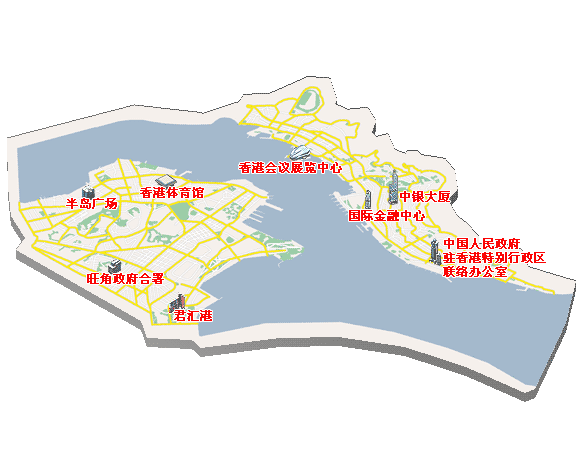 香港会议展览中心
香港体育馆
中银大厦
半岛广场
国际金融中心
中国人民政府
驻香港特别行政区
联络办公室
旺角政府合署
君汇港